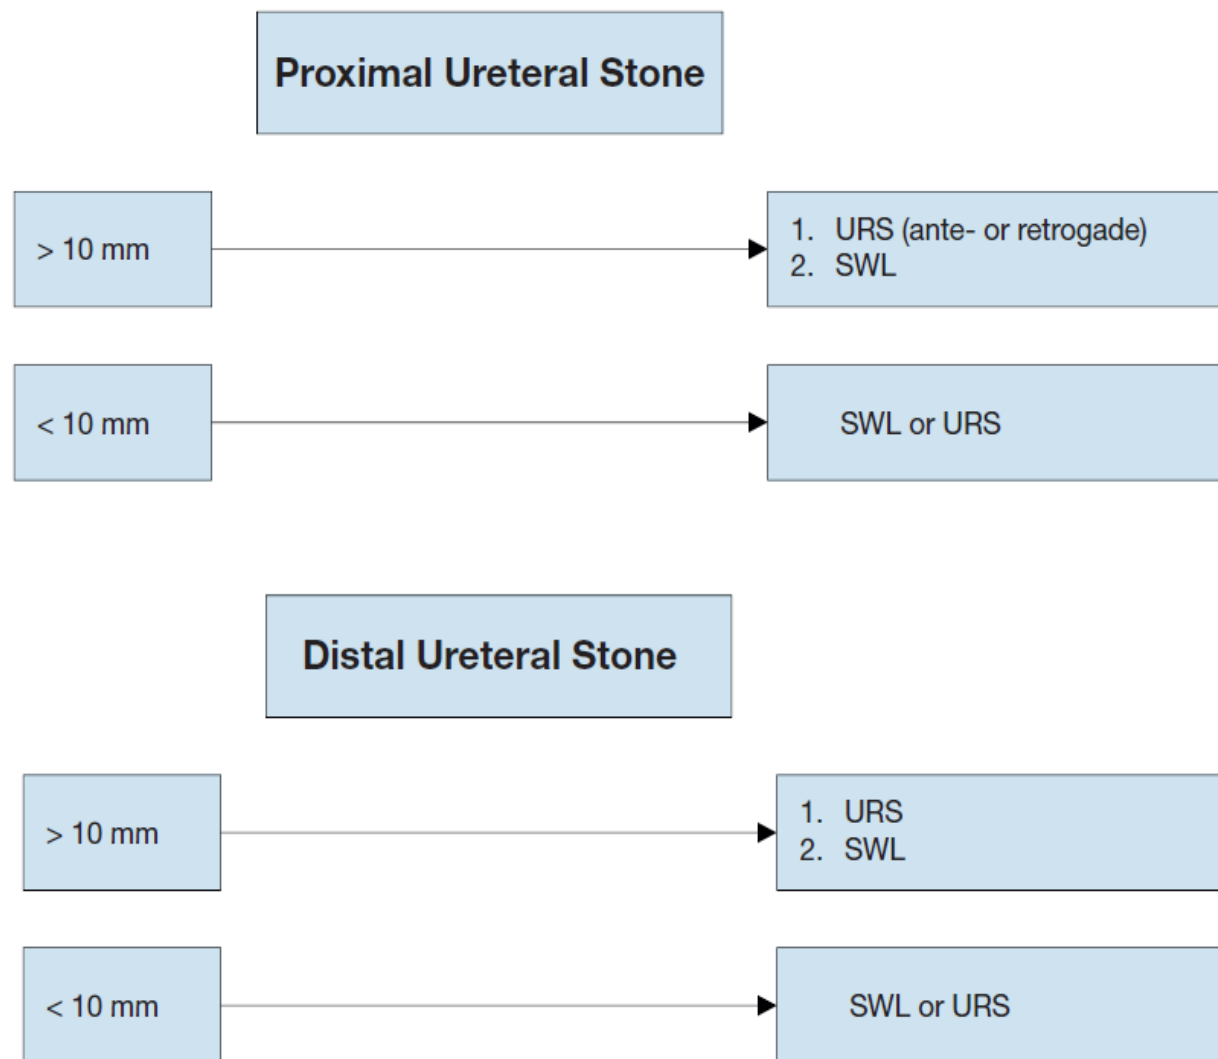 Proximal Ureteral Stone
> 10 mm
1. URS (ante- or retrogade)
2. SWL
< 10 mm
SWL or URS
Distal Ureteral Stone
> 10 mm
1. URS
2. SWL
< 10 mm
SWL or URS